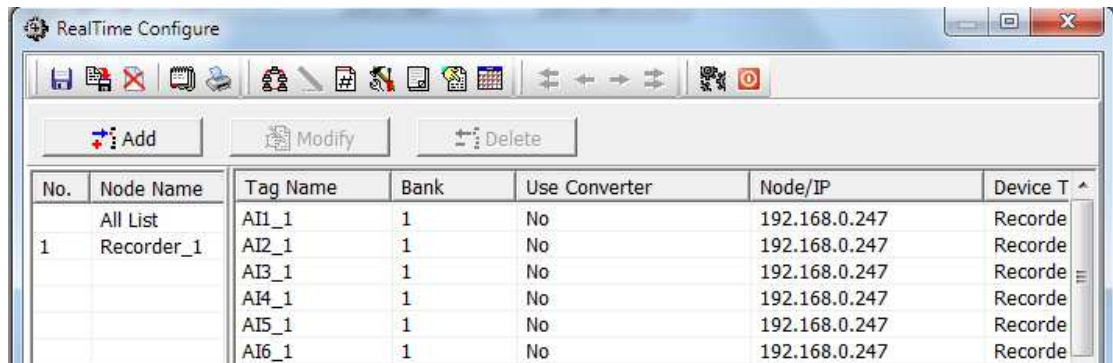 RealTime Configure
Add Modify Delete
No. Node Name Tag Name Bank Use Converter Node/IP Device T
All List AI1_1 1 No 192.168.0.247 Recorde
1 Recorder_1 AI2_1 1 No 192.168.0.247 Recorde
AI3_1 1 No 192.168.0.247 Recorde
AI4_1 1 No 192.168.0.247 Recorde
AI5_1 1 No 192.168.0.247 Recorde
AI6_1 1 No 192.168.0.247 Recorde